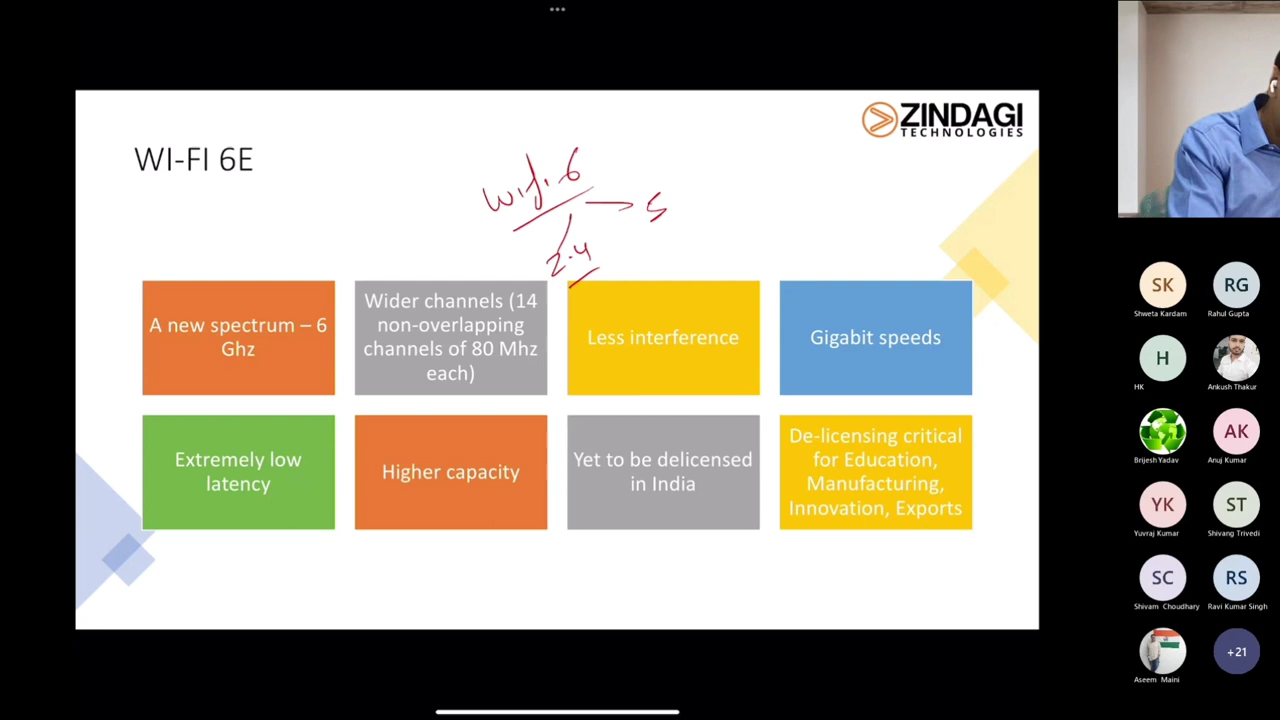 ZINDAGI
TECHNOLOGIES
WI-FI 6E
Wifi 6
5
2.4
A new spectrum – 6
Ghz
Wider channels (14
non-overlapping
channels of 80 Mhz
each)
Less interference
Gigabit speeds
Extremely low
latency
Higher capacity
Yet to be delicensed
in India
De-licensing critical
for Education,
Manufacturing,
Innovation, Exports
SK
Shweta Kardam
RG
Rahul Gupta
H
HK
Ankush Thakur
Brijesh Yadav
AK
Anuj Kumar
YK
Yuvraj Kumar
ST
Shivang Trivedi
SC
Shivam Choudhary
RS
Ravi Kumar Singh
Aseem Maini
+21